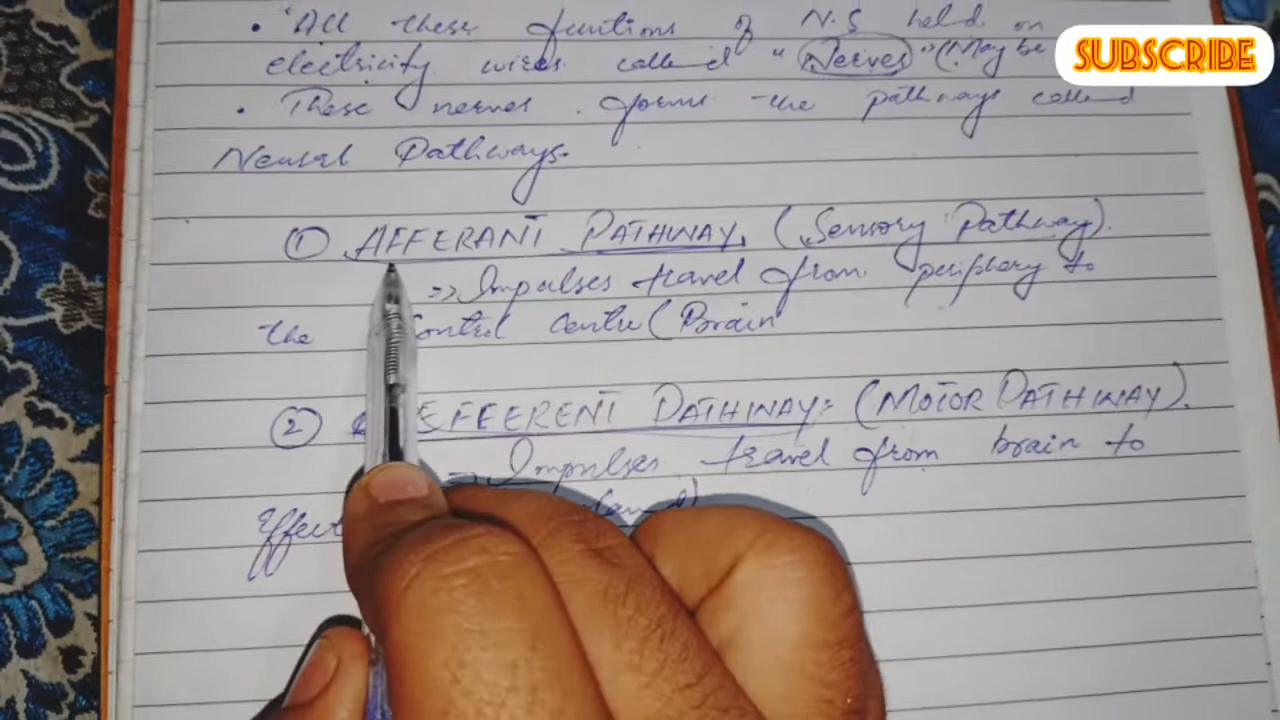 • All these functions of N.S held on
SUBSCRIBE
electricity wires called "Nerves" (May be
• These nerves forms the pathways called
Neural Pathways.
① AFFERANT PATHWAY. (Sensory Pathway).
=> Impulses travel from periphery to
the Control Centre (Brain
② EFFERENT PATHWAY: (MOTOR PATHWAY).
→ Impulses travel from brain to